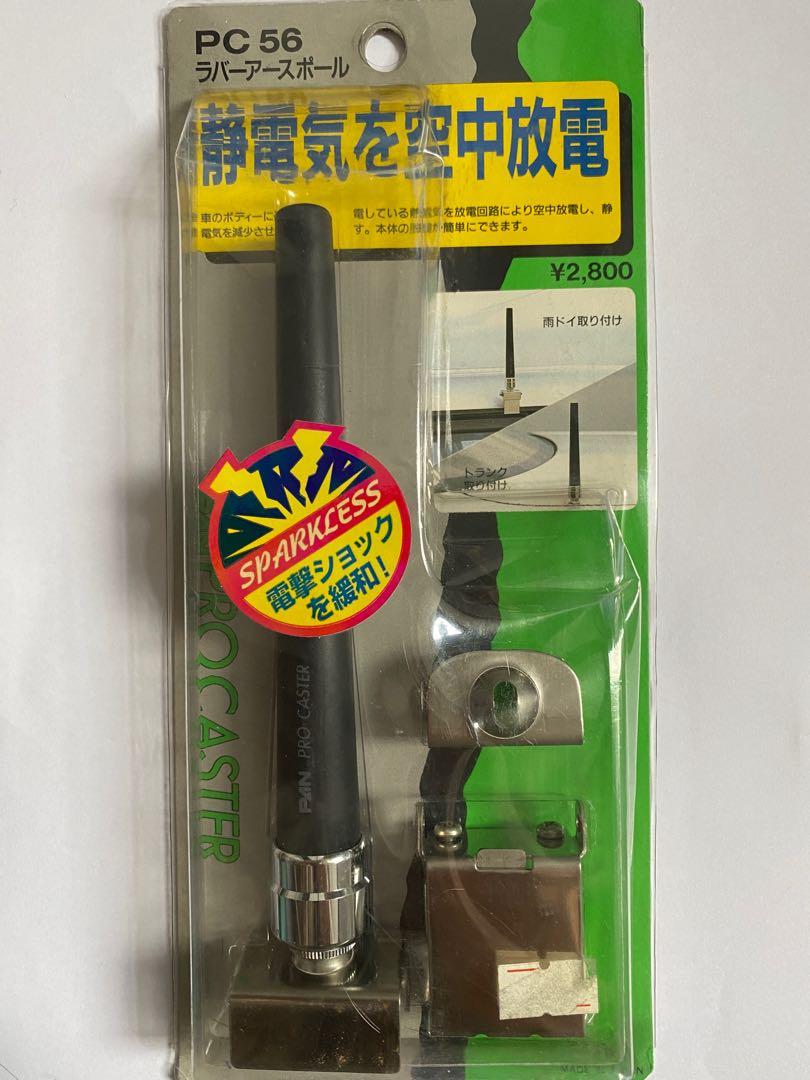 PC 56
ラバーアースポール
静電気を空中放電
車のボディーに
電している静電気を放電回路により空中放電し、静
電気を減少させ
す。本体の
簡単にできます。
¥2,800
雨ドイ取り付け
トランク
取り付け
SPARKLESS
電撃ショック
を緩和!
PAN PRO CASTER
PRO CASTER
MADE